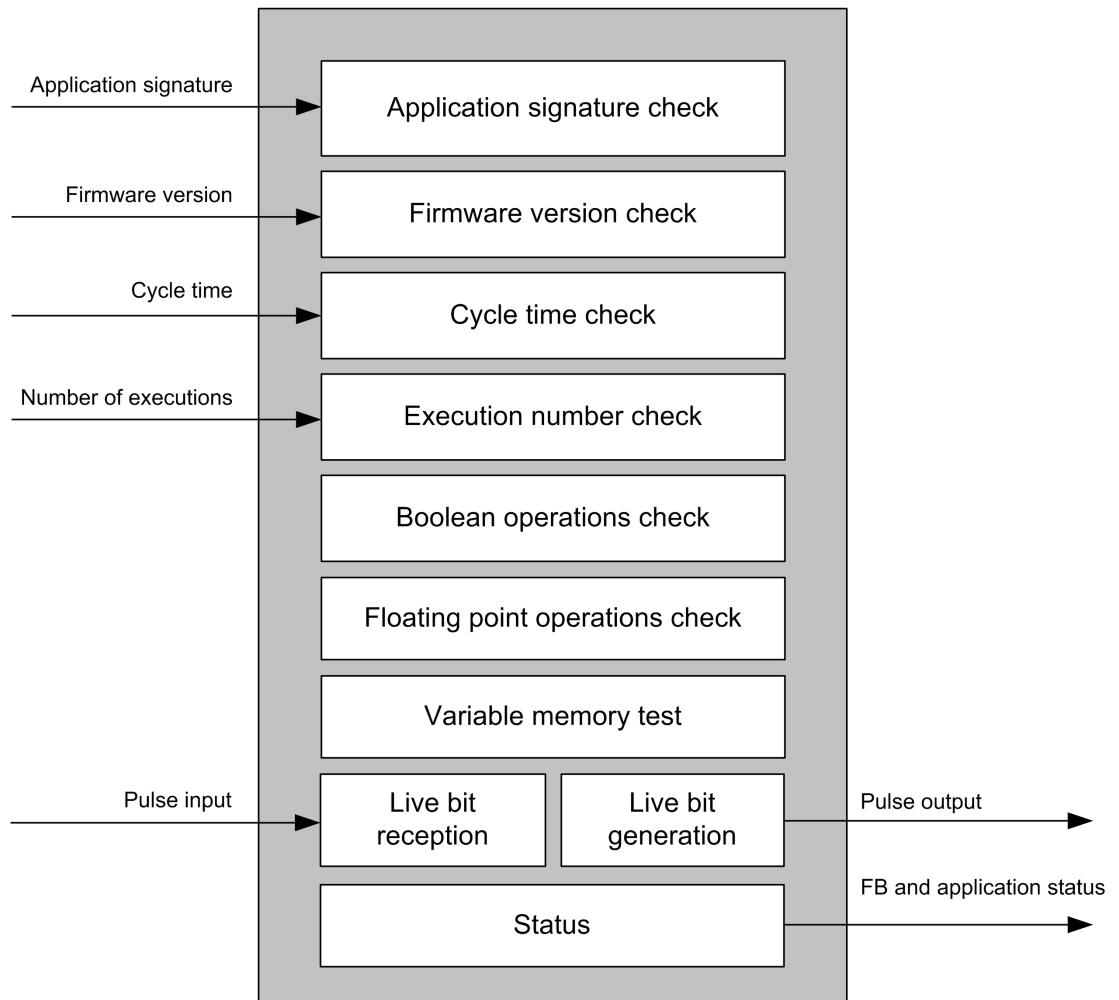 Application signature
Application signature check
Firmware version
Firmware version check
Cycle time
Cycle time check
Number of executions
Execution number check
Boolean operations check
Floating point operations check
Variable memory test
Pulse input
Live bit
reception
Live bit
generation
Pulse output
FB and application status
Status